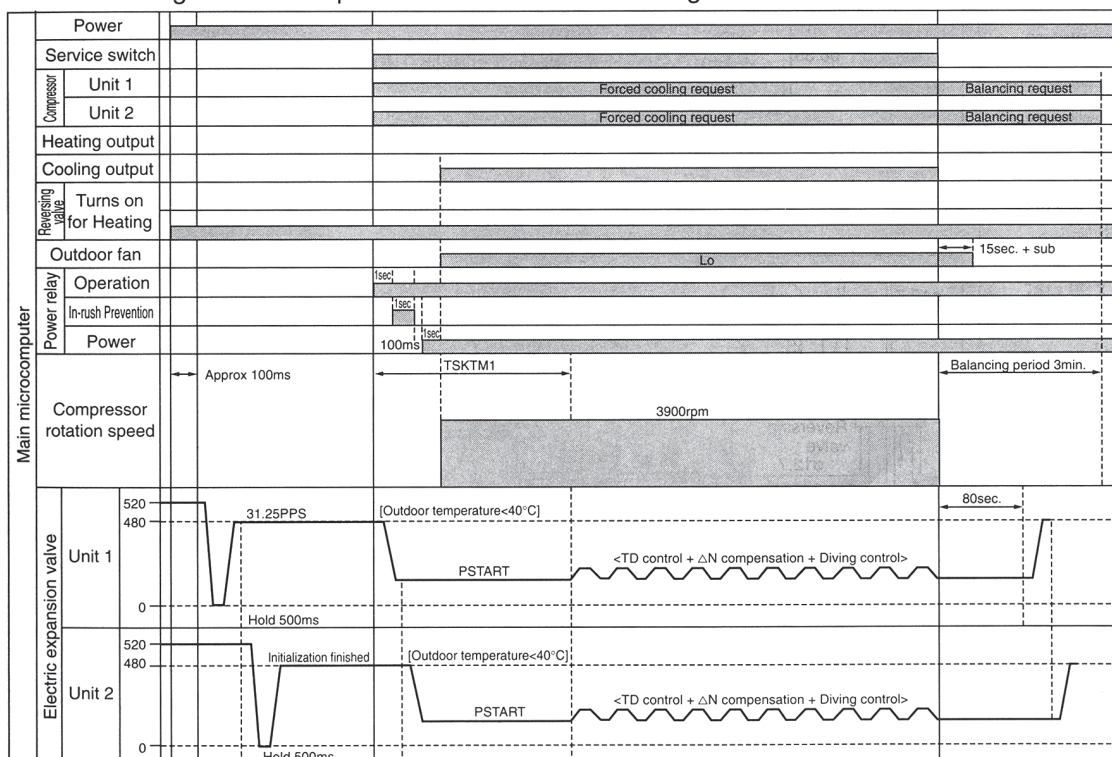 Power
Service switch
Compressor
Unit 1
Forced cooling request
Balancing request
Unit 2
Forced cooling request
Balancing request
Heating output
Cooling output
Reversing
valve
Turns on
for Heating
Outdoor fan
Lo
15sec. + sub
Power relay
Operation
1sec
In-rush Prevention
1sec
Power
100ms
1sec
Main microcomputer
Approx 100ms
TSKTM1
Balancing period 3min.
Compressor
rotation speed
3900rpm
Electric expansion valve
Unit 1
520
480
0
31.25PPS
[Outdoor temperature<40°C]
80sec.
<TD control + △N compensation + Diving control>
PSTART
Hold 500ms
Unit 2
520
480
0
Initialization finished
[Outdoor temperature<40°C]
<TD control + △N compensation + Diving control>
PSTART
Hold 500ms